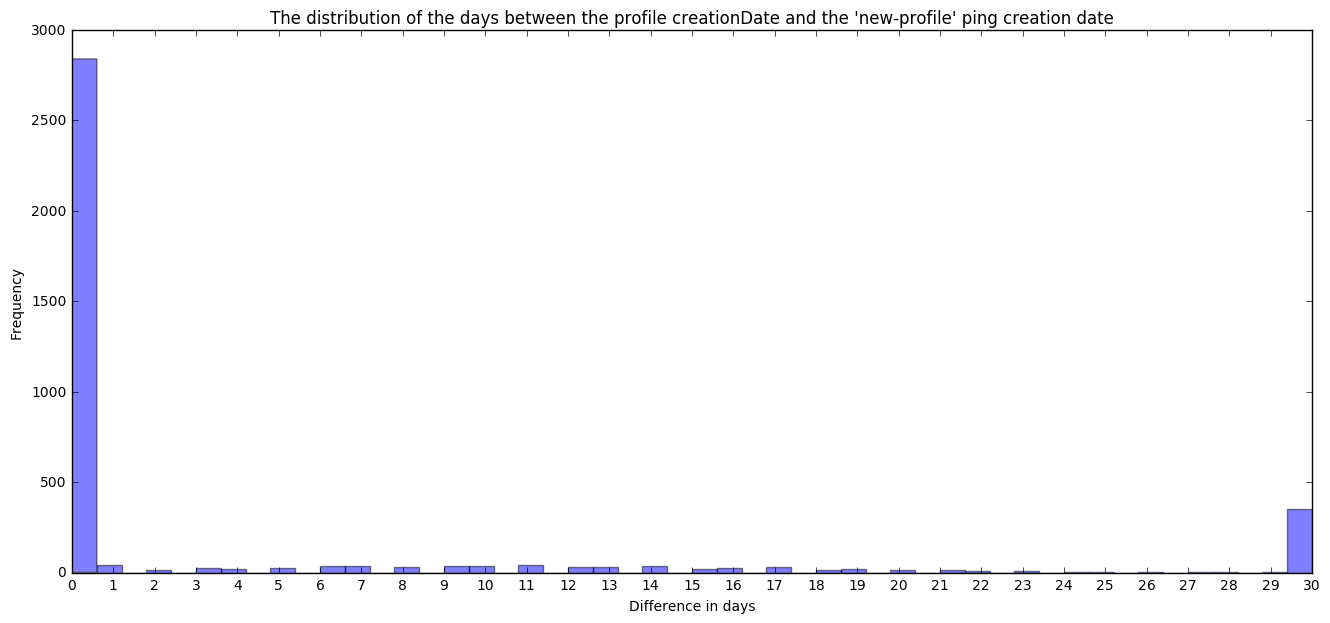 The distribution of the days between the profile creationDate and the 'new-profile' ping creation date
3000
2500
2000
1500
1000
500
0
Frequency
0 1 2 3 4 5 6 7 8 9 10 11 12 13 14 15 16 17 18 19 20 21 22 23 24 25 26 27 28 29 30
Difference in days